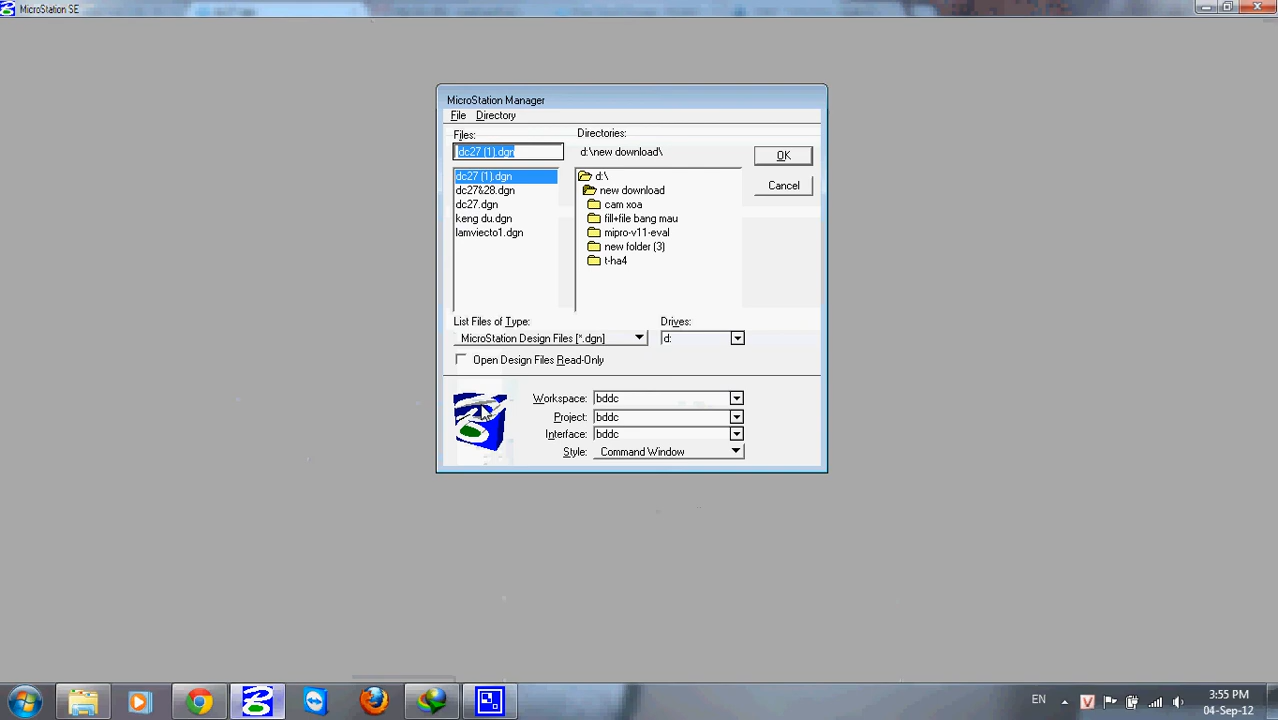 MicroStation SE
MicroStation Manager
File Directory
Files:
Directories:
dc27 (1).dgn
d:\new download\
OK
Cancel
dc27 (1).dgn
dc27&28.dgn
dc27.dgn
keng du.dgn
lamviecto1.dgn
d:\
new download
cam xoa
fill+file bang mau
mipro-v11-eval
new folder (3)
t-ha4
List Files of Type:
Drives:
MicroStation Design Files [*.dgn]
d:
Open Design Files Read-Only
Workspace: bddc
Project: bddc
Interface: bddc
Style: Command Window
EN
3:55 PM
04-Sep-12